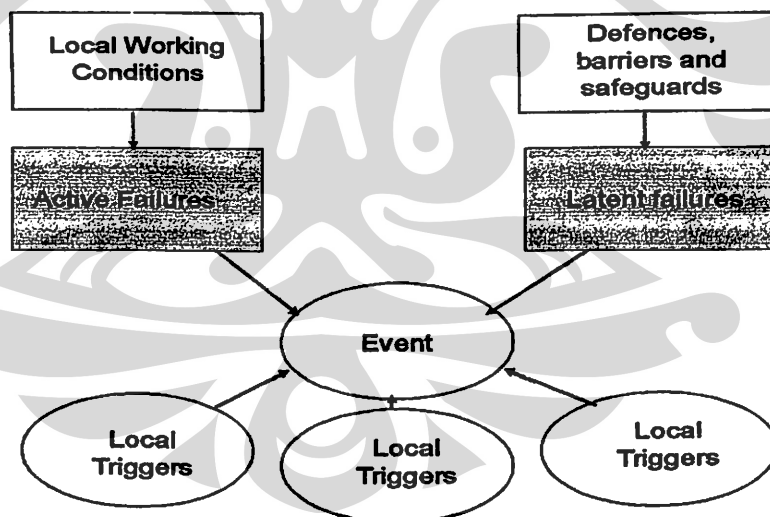 Local Working
Conditions
Defences,
barriers and
safeguards
Active Failures
Latent failures
Event
Local
Triggers
Local
Triggers
Local
Triggers